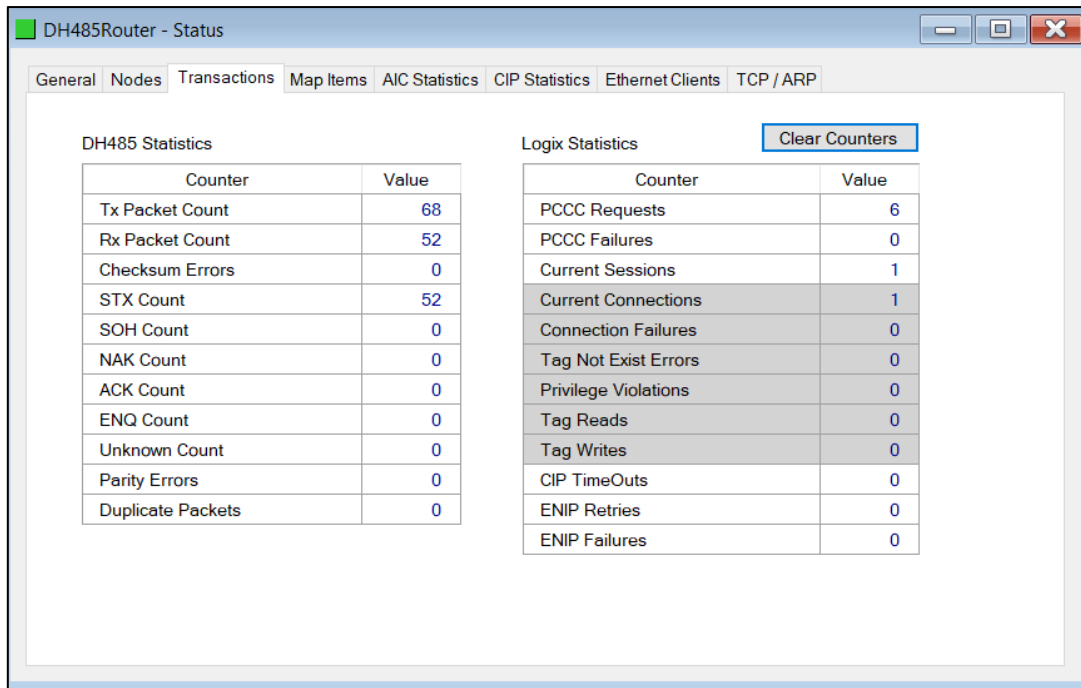 DH485Router - Status
General Nodes Transactions Map Items AIC Statistics CIP Statistics Ethernet Clients TCP / ARP
DH485 Statistics
Counter Value
Tx Packet Count 68
Rx Packet Count 52
Checksum Errors 0
STX Count 52
SOH Count 0
NAK Count 0
ACK Count 0
ENQ Count 0
Unknown Count 0
Parity Errors 0
Duplicate Packets 0
Logix Statistics
Clear Counters
Counter Value
PCCC Requests 6
PCCC Failures 0
Current Sessions 1
Current Connections 1
Connection Failures 0
Tag Not Exist Errors 0
Privilege Violations 0
Tag Reads 0
Tag Writes 0
CIP TimeOuts 0
ENIP Retries 0
ENIP Failures 0